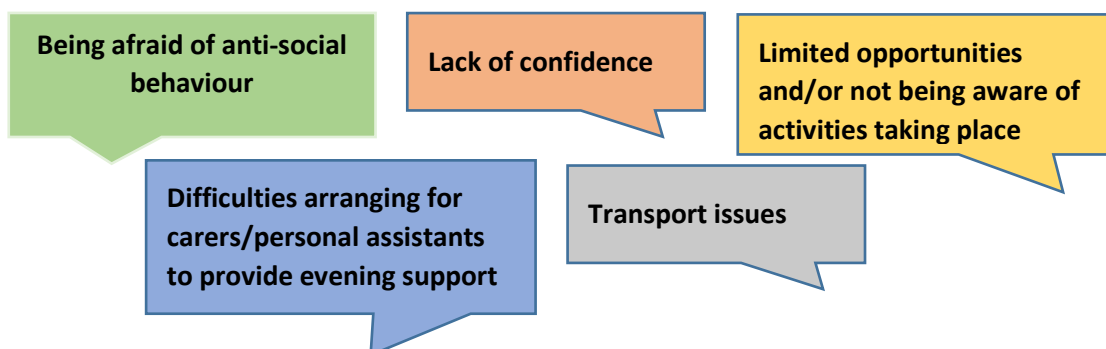 Being afraid of anti-social
behaviour
Lack of confidence
Limited opportunities
and/or not being aware of
activities taking place
Difficulties arranging for
carers/personal assistants
to provide evening support
Transport issues